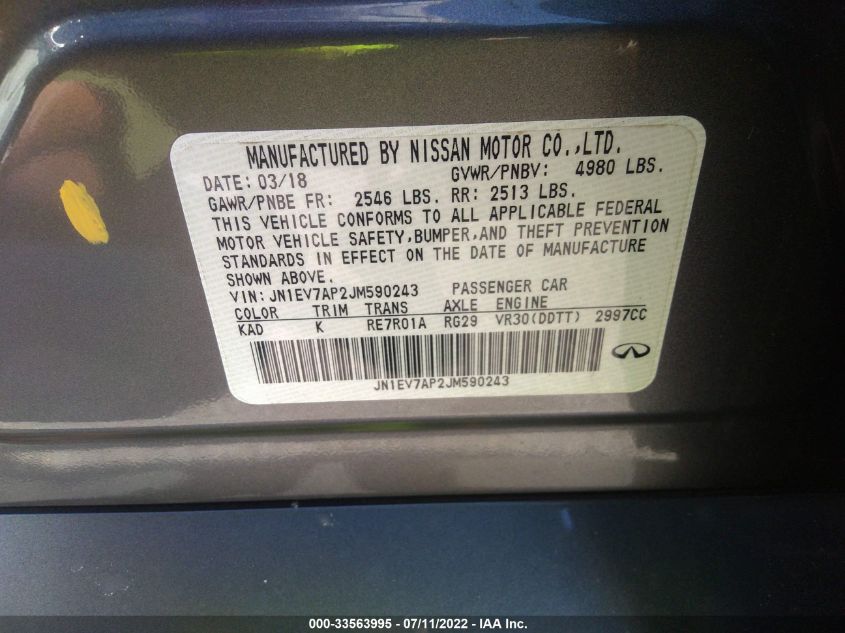 MANUFACTURED BY NISSAN MOTOR CO.,LTD.
DATE: 03/18 GVWR/PNBV: 4980 LBS.
GAWR/PNBE FR: 2546 LBS. RR: 2513 LBS.
THIS VEHICLE CONFORMS TO ALL APPLICABLE FEDERAL
MOTOR VEHICLE SAFETY,BUMPER,AND THEFT PREVENTION
STANDARDS IN EFFECT ON THE DATE OF MANUFACTURE
SHOWN ABOVE.
VIN: JN1EV7AP2JM590243 PASSENGER CAR
COLOR TRIM TRANS AXLE ENGINE
KAD K RE7R01A RG29 VR30(DDTT) 2997CC
JN1EV7AP2JM590243
000-33563995 - 07/11/2022 - IAA Inc.